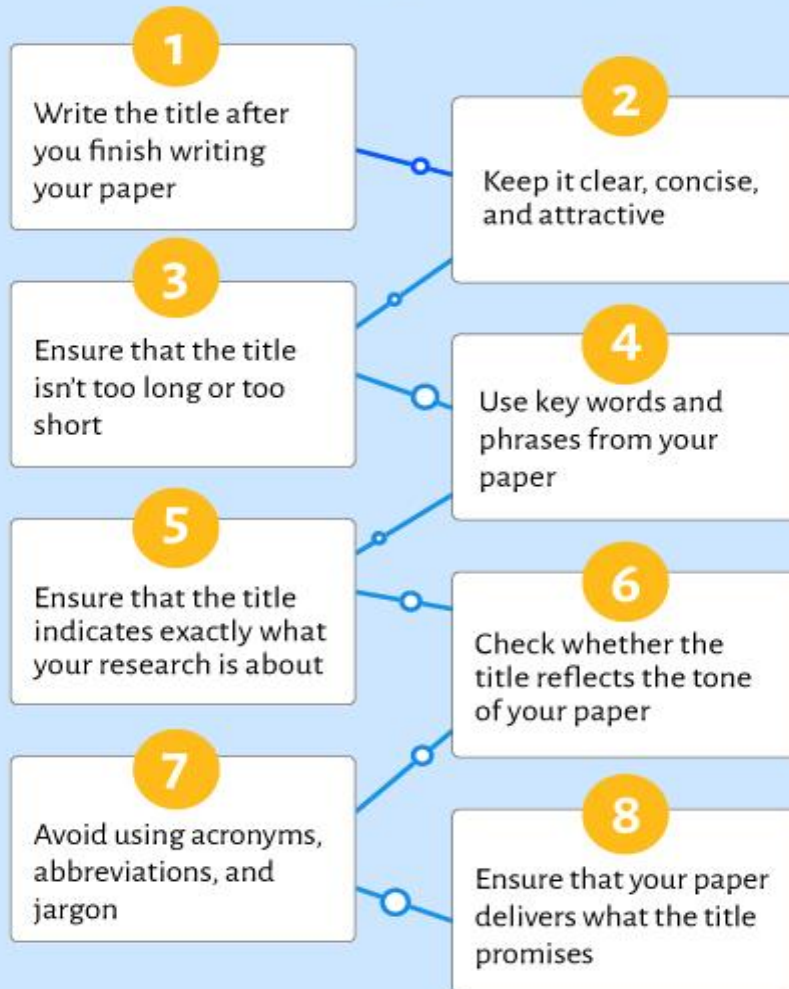 1
Write the title after
you finish writing
your paper
2
Keep it clear, concise,
and attractive
3
Ensure that the title
isn't too long or too
short
4
Use key words and
phrases from your
paper
5
Ensure that the title
indicates exactly what
your research is about
6
Check whether the
title reflects the tone
of your paper
7
Avoid using acronyms,
abbreviations, and
jargon
8
Ensure that your paper
delivers what the title
promises